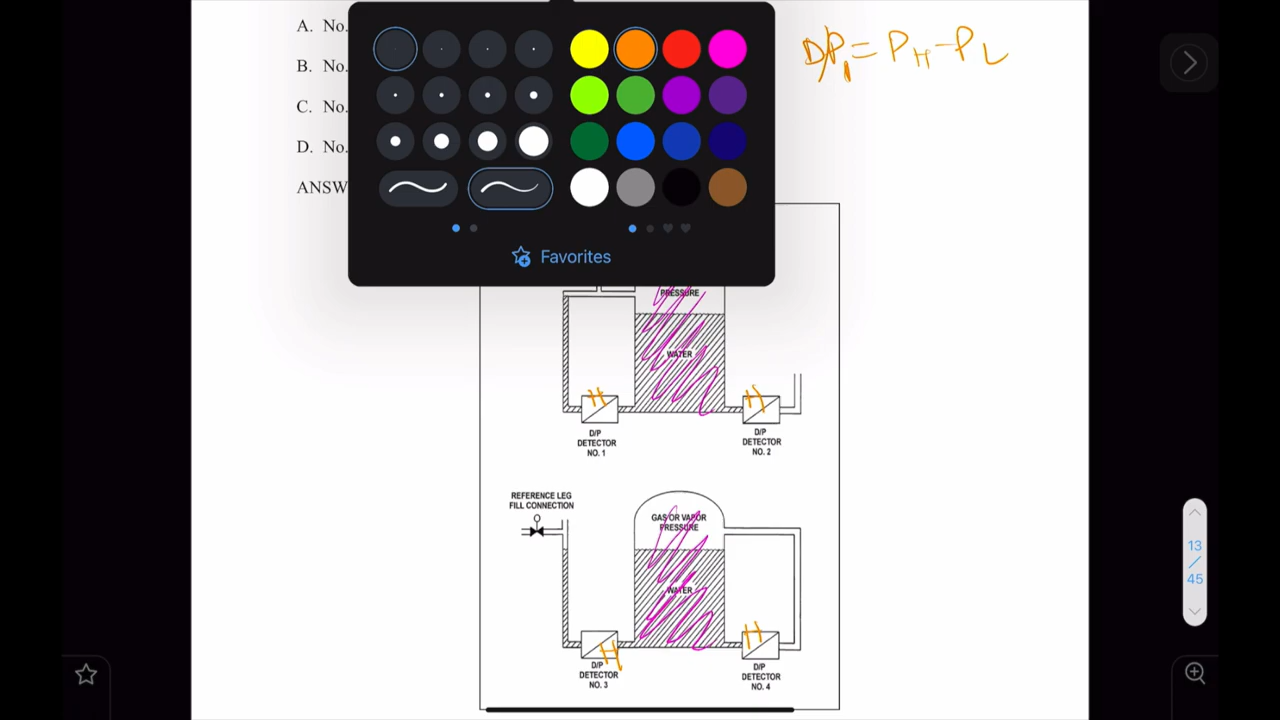 A. No.
B. No.
C. No.
D. No.
ANSW
D/P₁ = PH - PL
Favorites
PRESSURE
WATER
H
H
D/P
DETECTOR
NO. 1
D/P
DETECTOR
NO. 2
REFERENCE LEG
FILL CONNECTION
GAS OR VAPOR
PRESSURE
WATER
H
H
D/P
DETECTOR
NO. 3
D/P
DETECTOR
NO. 4
13
/
45